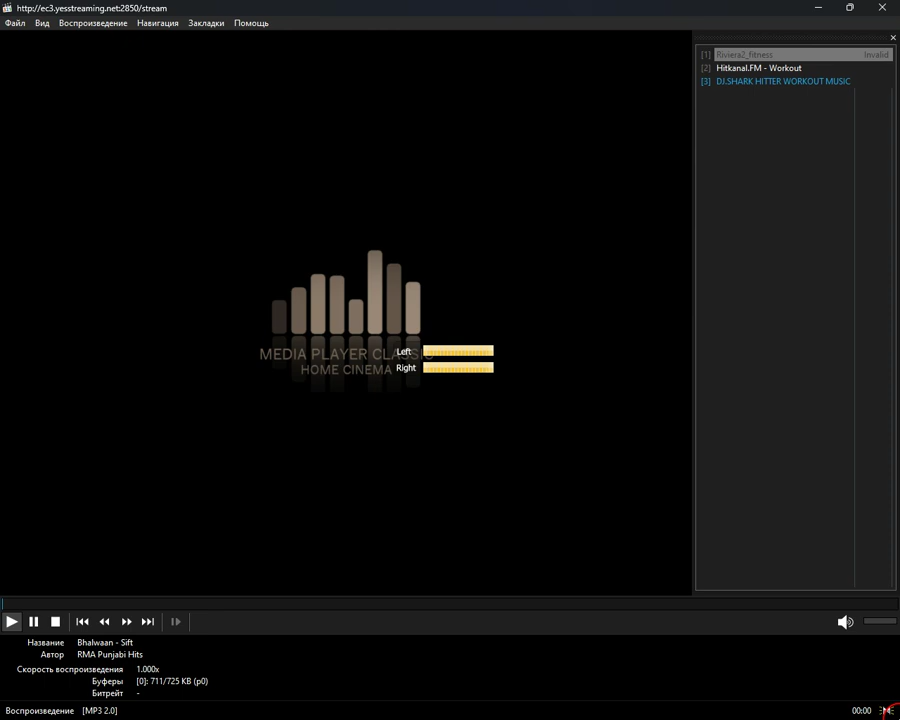 http://ec3.yesstreaming.net:2850/stream
Файл Вид Воспроизведение Навигация Закладки Помощь
[1] Riviera2_fitness Invalid
[2] Hitkanal.FM - Workout
[3] DJ.SHARK HITTER WORKOUT MUSIC
MEDIA PLAYER CLASSIC
HOME CINEMA
Left
Right
Название Bhalwaan - Sift
Автор RMA Punjabi Hits
Скорость воспроизведения 1.000x
Буферы [0]: 711/725 KB (p0)
Битрейт -
Воспроизведение [MP3 2.0] 00:00